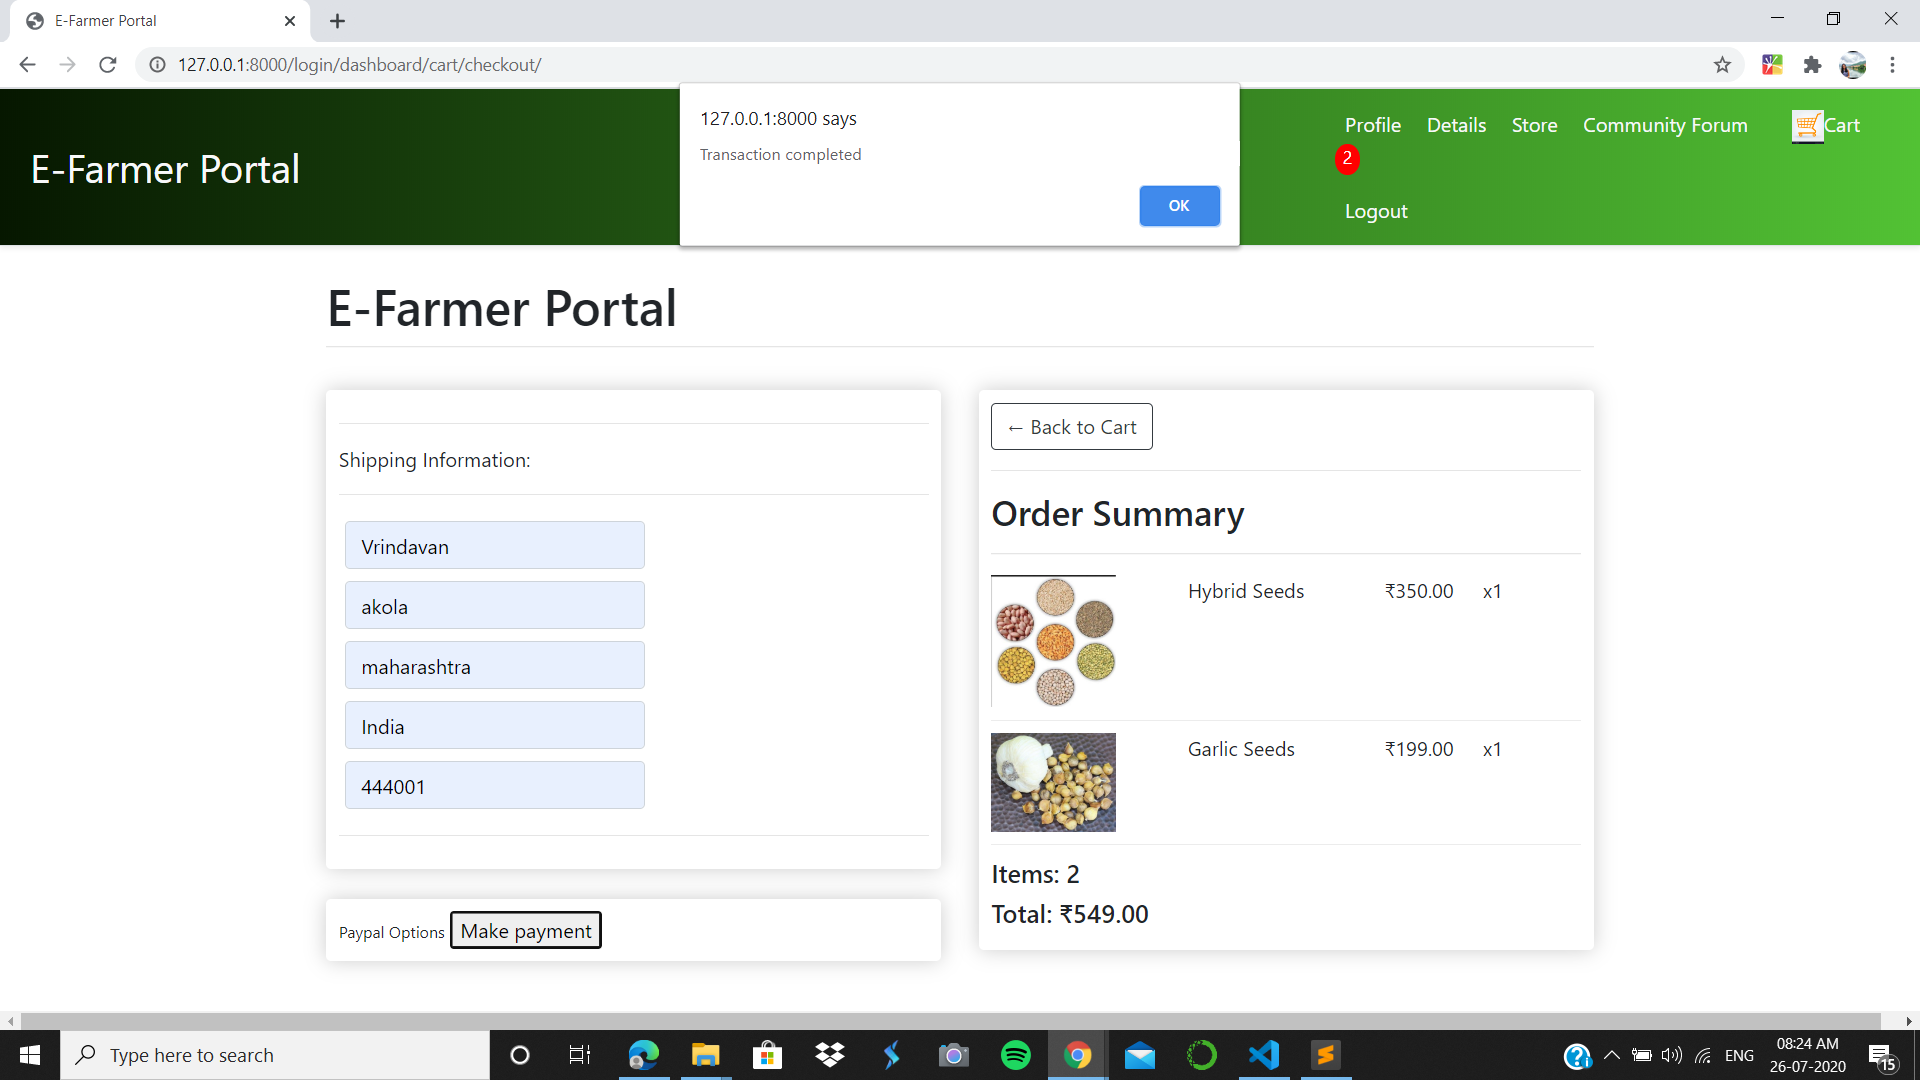 E-Farmer Portal
127.0.0.1:8000/login/dashboard/cart/checkout/
127.0.0.1:8000 says
Transaction completed
OK
E-Farmer Portal
Profile
Details
Store
Community Forum
Cart
2
Logout
E-Farmer Portal
Shipping Information:
Vrindavan
akola
maharashtra
India
444001
Paypal Options
Make payment
← Back to Cart
Order Summary
Hybrid Seeds ₹350.00 x1
Garlic Seeds ₹199.00 x1
Items: 2
Total: ₹549.00
Type here to search
ENG
08:24 AM
26-07-2020
15